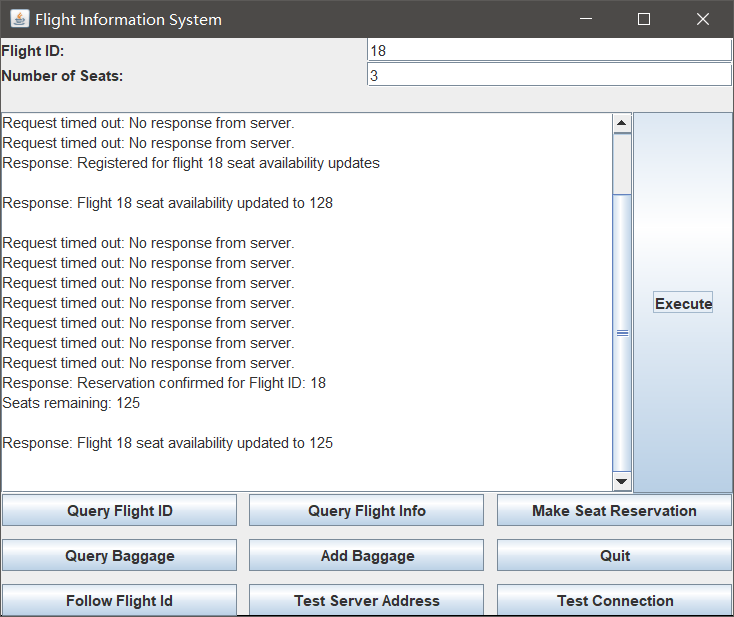 Flight Information System
Flight ID:
18
Number of Seats:
3
Request timed out: No response from server.
Request timed out: No response from server.
Response: Registered for flight 18 seat availability updates
Response: Flight 18 seat availability updated to 128
Request timed out: No response from server.
Request timed out: No response from server.
Request timed out: No response from server.
Request timed out: No response from server.
Request timed out: No response from server.
Request timed out: No response from server.
Request timed out: No response from server.
Response: Reservation confirmed for Flight ID: 18
Seats remaining: 125
Response: Flight 18 seat availability updated to 125
Execute
Query Flight ID
Query Flight Info
Make Seat Reservation
Query Baggage
Add Baggage
Quit
Follow Flight Id
Test Server Address
Test Connection